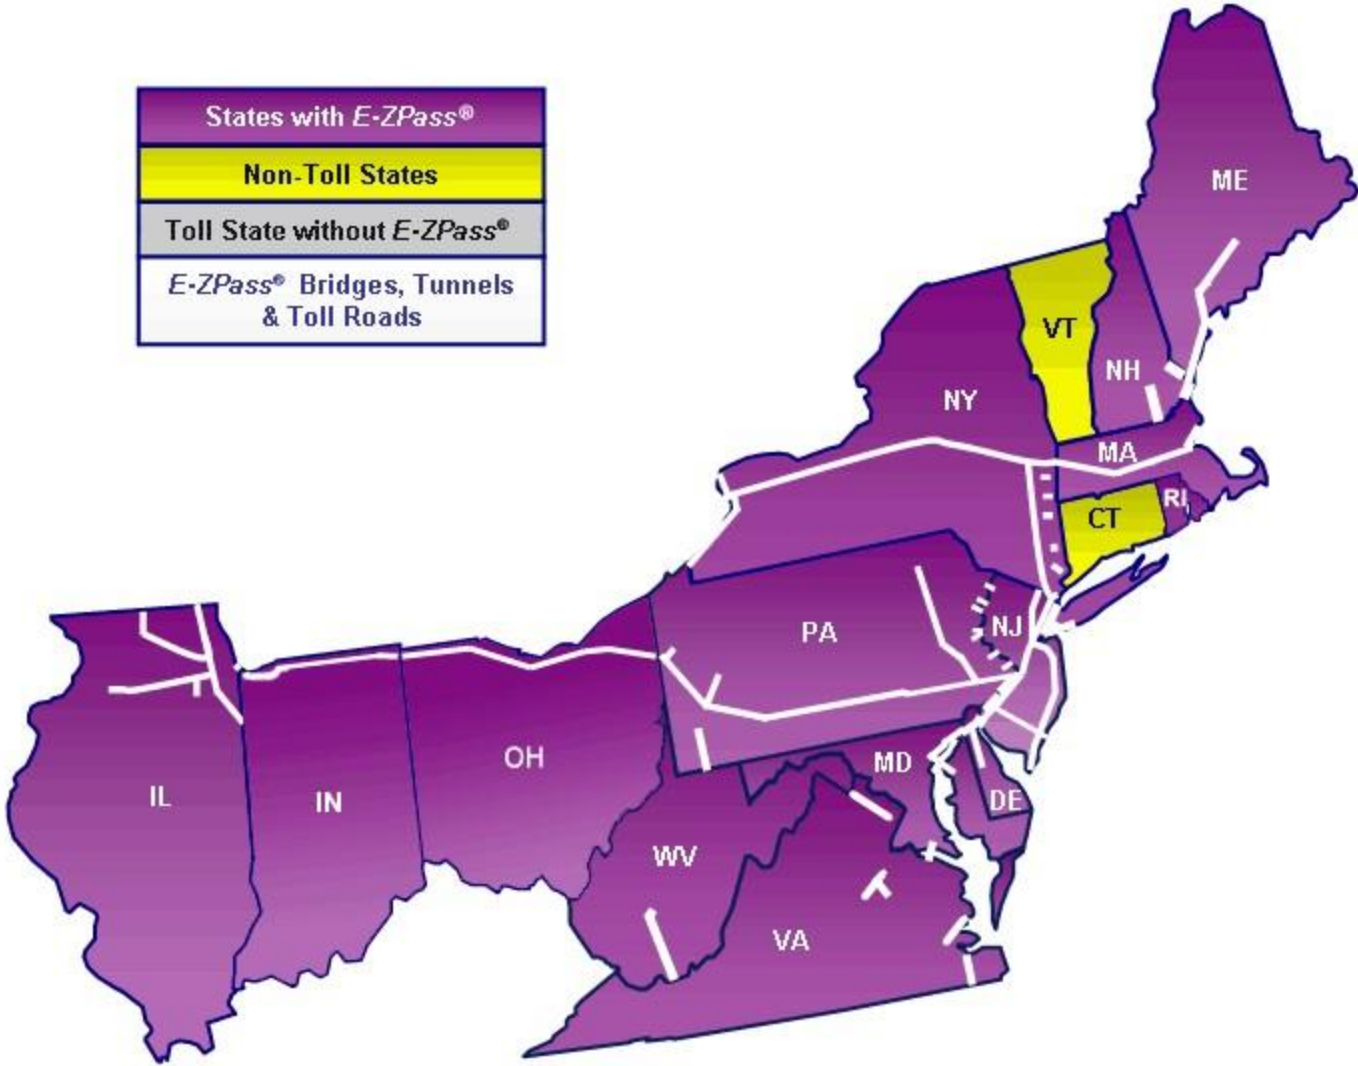 States with E-ZPass®
Non-Toll States
Toll State without E-ZPass®
E-ZPass® Bridges, Tunnels
& Toll Roads
ME
VT
NH
NY
MA
RI
CT
PA
NJ
OH
MD
IL
IN
DE
WV
VA